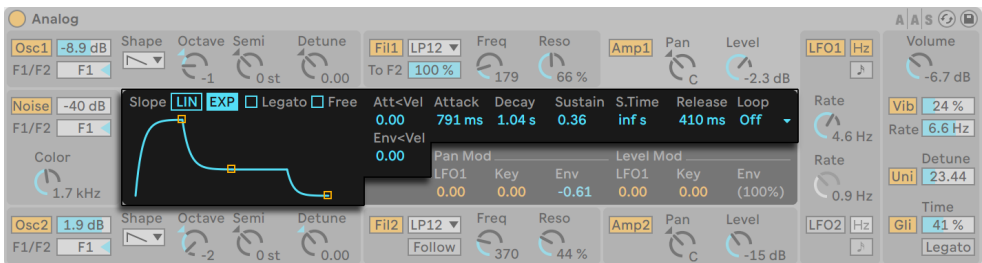 Analog AAS
Osc1 -8.9 dB Shape Octave Semi Detune Fil1 LP12 Freq Reso Amp1 Pan Level LFO1 Hz Volume
F1/F2 F1 -1 0 st 0.00 To F2 100 % 179 66 % C -2.3 dB -6.7 dB
Noise -40 dB Slope LIN EXP Legato Free Att<Vel Attack Decay Sustain S.Time Release Loop Rate Vib 24 %
0.00 791 ms 1.04 s 0.36 inf s 410 ms Off
F1/F2 F1 Env<Vel 4.6 Hz Rate 6.6 Hz
Color 0.00 Pan Mod Level Mod Rate Detune
LFO1 Key Env LFO1 Key Env Uni 23.44
1.7 kHz 0.00 0.00 -0.61 0.00 0.00 (100%) 0.9 Hz
Time
Osc2 1.9 dB Shape Octave Semi Detune Fil2 LP12 Freq Reso Amp2 Pan Level LFO2 Hz Gli 41 %
F1/F2 F1 -2 0 st 0.00 Follow 370 44 % C -15 dB Legato